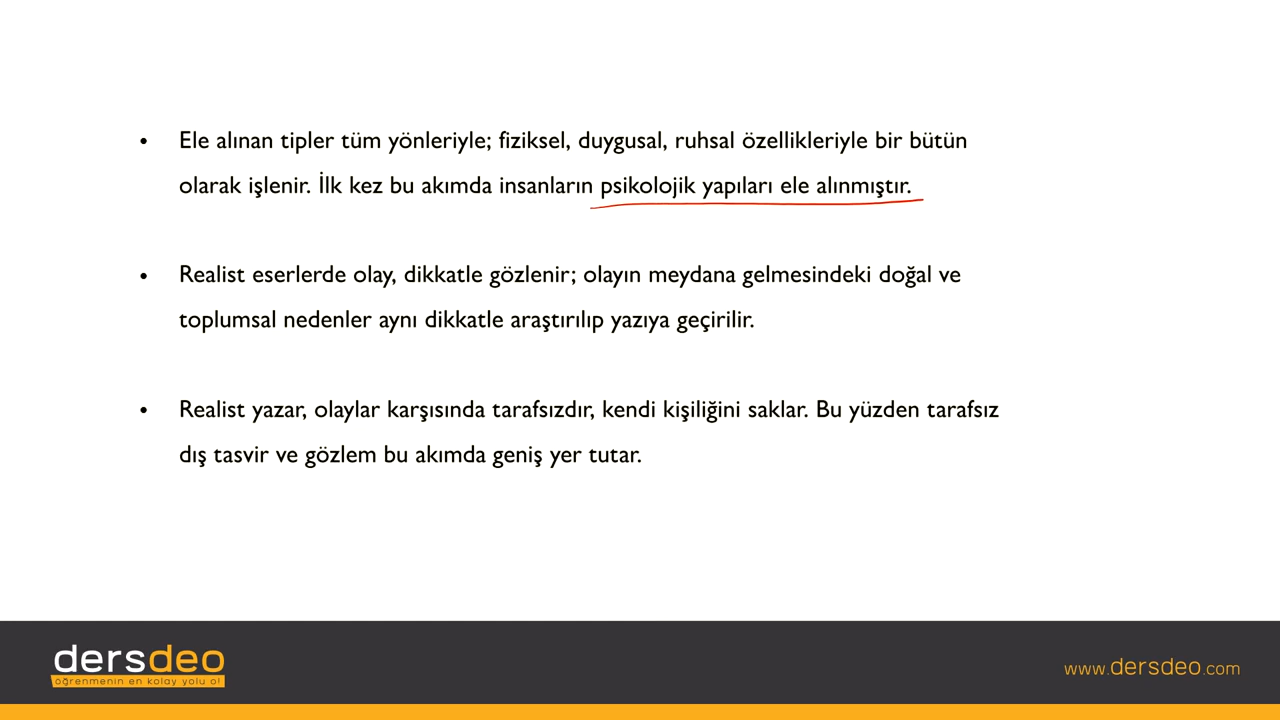 • Ele alınan tipler tüm yönleriyle; fiziksel, duygusal, ruhsal özellikleriyle bir bütün
olarak işlenir. İlk kez bu akımda insanların psikolojik yapıları ele alınmıştır.
• Realist eserlerde olay, dikkatle gözlenir; olayın meydana gelmesindeki doğal ve
toplumsal nedenler aynı dikkatle araştırılıp yazıya geçirilir.
• Realist yazar, olaylar karşısında tarafsızdır, kendi kişiliğini saklar. Bu yüzden tarafsız
dış tasvir ve gözlem bu akımda geniş yer tutar.
dersdeo
öğrenmenin en kolay yolu o!
www.dersdeo.com